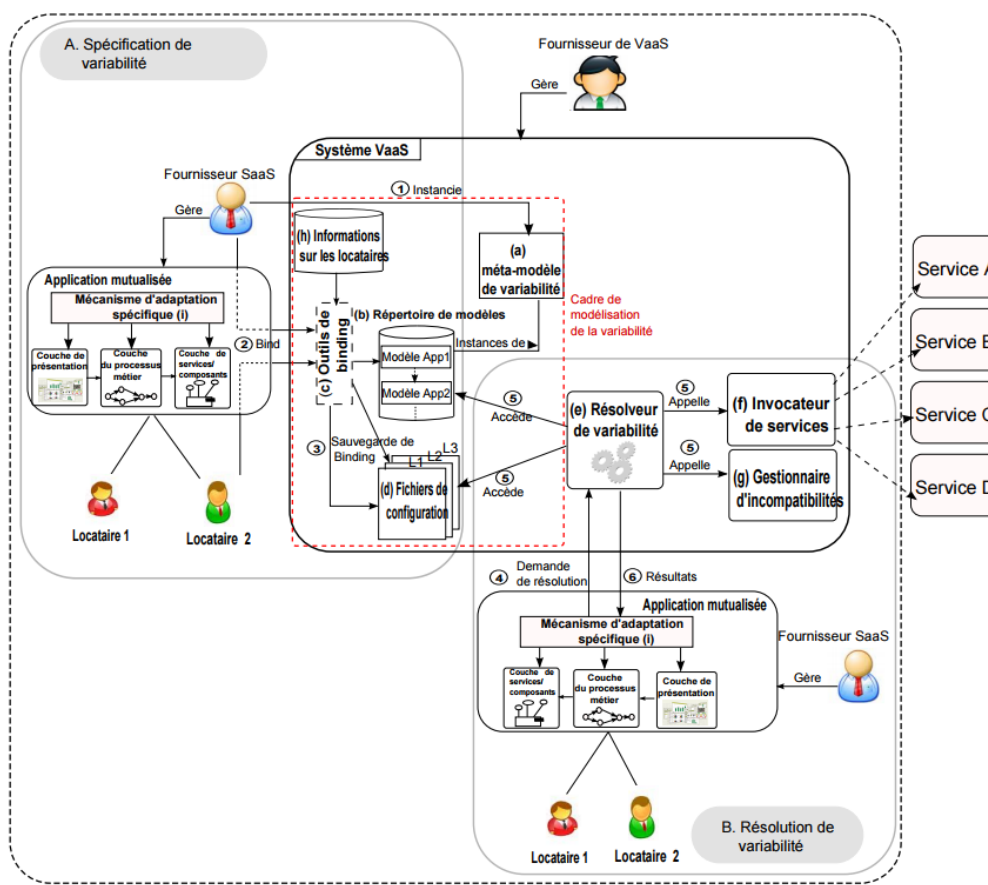 A. Spécification de
variabilité
Fournisseur de VaaS
Gère
Système VaaS
Fournisseur SaaS
Gère
1 Instancie
(h) Informations
sur les locataires
(a)
méta-modèle
de variabilité
Cadre de
modélisation
de la variabilité
Application mutualisée
Mécanisme d'adaptation
spécifique (i)
Couche de
présentation
Couche
du processus
métier
Couche de
services/
composants
2 Bind
(c) Outils de
binding
(b) Répertoire de modèles
Modèle App1
Modèle App2
Instances de
3 Sauvegarde de
Binding
L1
L2
L3
(d) Fichiers de
configuration
5
Accède
5
Accède
(e) Résolveur
de variabilité
5
Appelle
5
Appelle
(f) Invocateur
de services
(g) Gestionnaire
d'incompatibilités
Service A
Service B
Service C
Service D
Locataire 1
Locataire 2
4 Demande
de résolution
6 Résultats
Application mutualisée
Mécanisme d'adaptation
spécifique (i)
Couche de
services/
composants
Couche
du processus
métier
Couche de
présentation
Fournisseur SaaS
Gère
Locataire 1
Locataire 2
B. Résolution de
variabilité